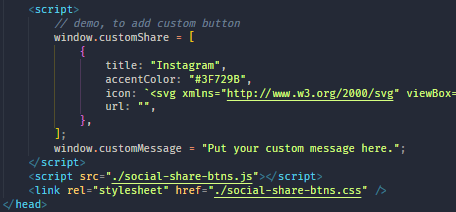 <script>
// demo, to add custom button
window.customShare = [
{
title: "Instagram",
accentColor: "#3F729B",
icon: `<svg xmlns="http://www.w3.org/2000/svg" viewBox=
url: "",
},
];
window.customMessage = "Put your custom message here.";
</script>
<script src="./social-share-btns.js"></script>
<link rel="stylesheet" href="./social-share-btns.css" />
</head>